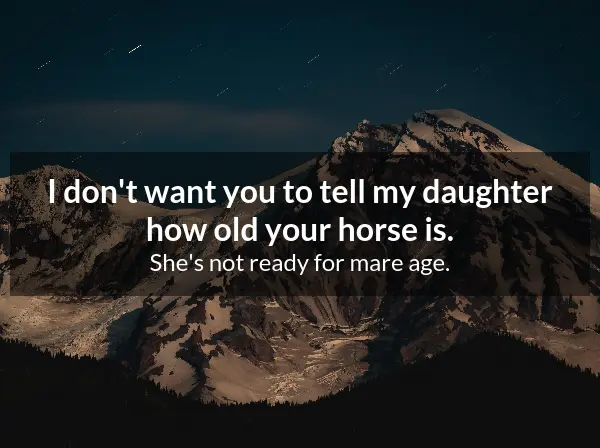 I don't want you to tell my daughter
how old your horse is.
She's not ready for mare age.